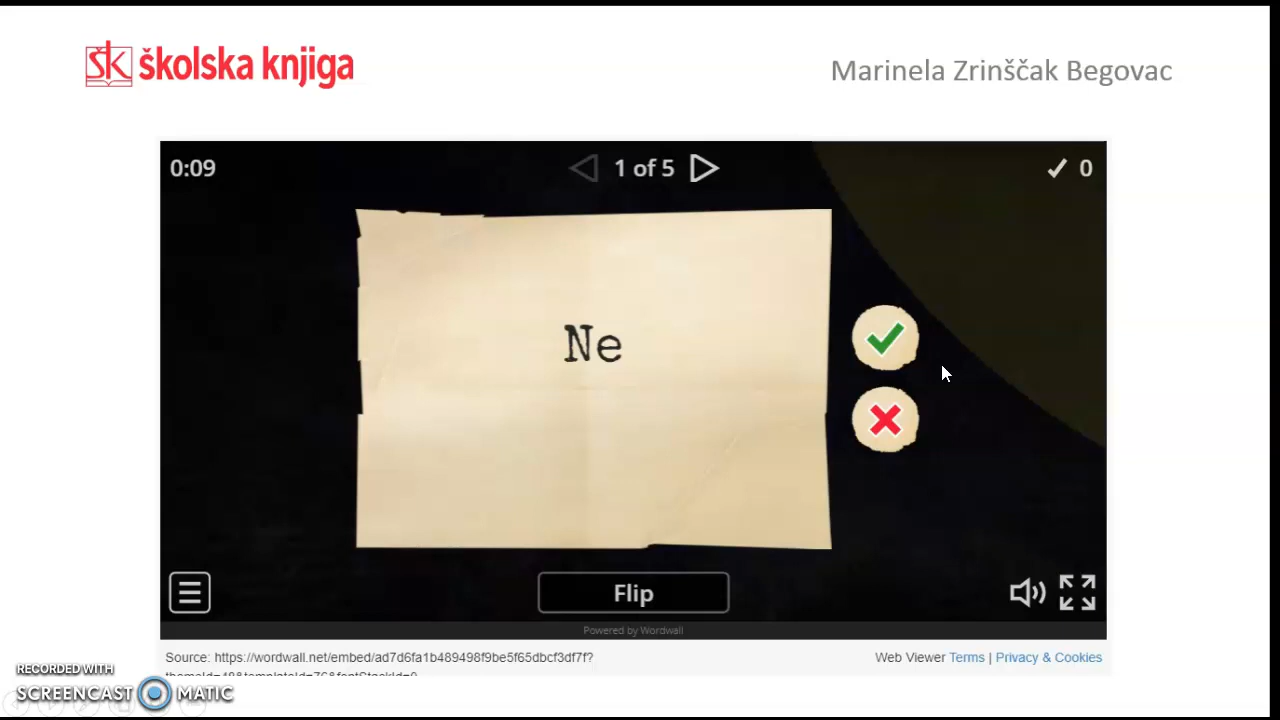 školska knjiga
Marinela Zrinščak Begovac
0:09
1 of 5
0
Ne
Flip
Powered by Wordwall
Source: https://wordwall.net/embed/ad7d6fa1b489498f9be5f65dbcf3df7f?
Web Viewer Terms | Privacy & Cookies
RECORDED WITH
SCREENCAST MATIC